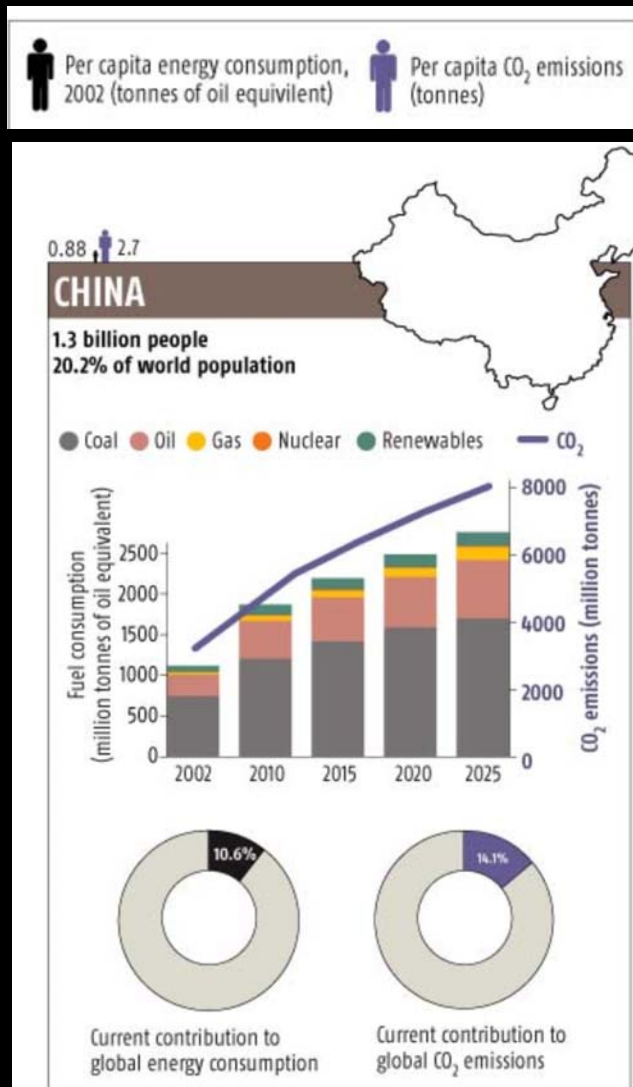 Per capita energy consumption,
2002 (tonnes of oil equivilent)
Per capita CO₂ emissions
(tonnes)
0.88
2.7
CHINA
1.3 billion people
20.2% of world population
Coal
Oil
Gas
Nuclear
Renewables
CO₂
Fuel consumption
(million tonnes of oil equivalent)
2500
2000
1500
1000
500
0
8000
6000
4000
2000
0
CO₂ emissions (million tonnes)
2002
2010
2015
2020
2025
10.6%
14.1%
Current contribution to
global energy consumption
Current contribution to
global CO₂ emissions